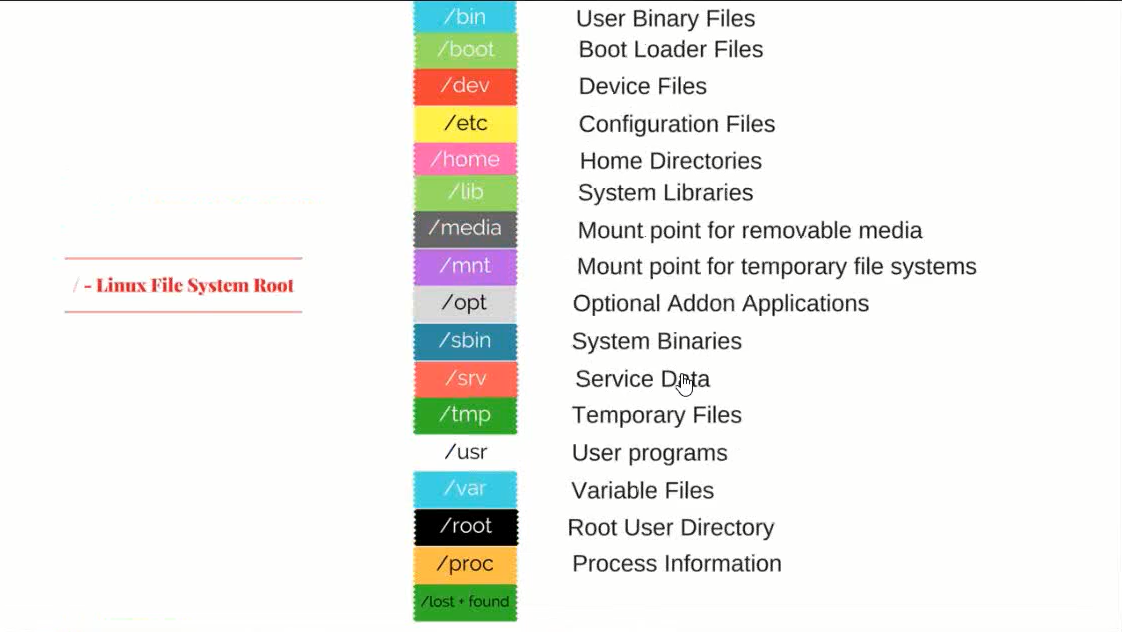 /bin User Binary Files
/boot Boot Loader Files
/dev Device Files
/etc Configuration Files
/home Home Directories
/lib System Libraries
/media Mount point for removable media
/mnt Mount point for temporary file systems
/ - Linux File System Root
/opt Optional Addon Applications
/sbin System Binaries
/srv Service Data
/tmp Temporary Files
/usr User programs
/var Variable Files
/root Root User Directory
/proc Process Information
/lost + found